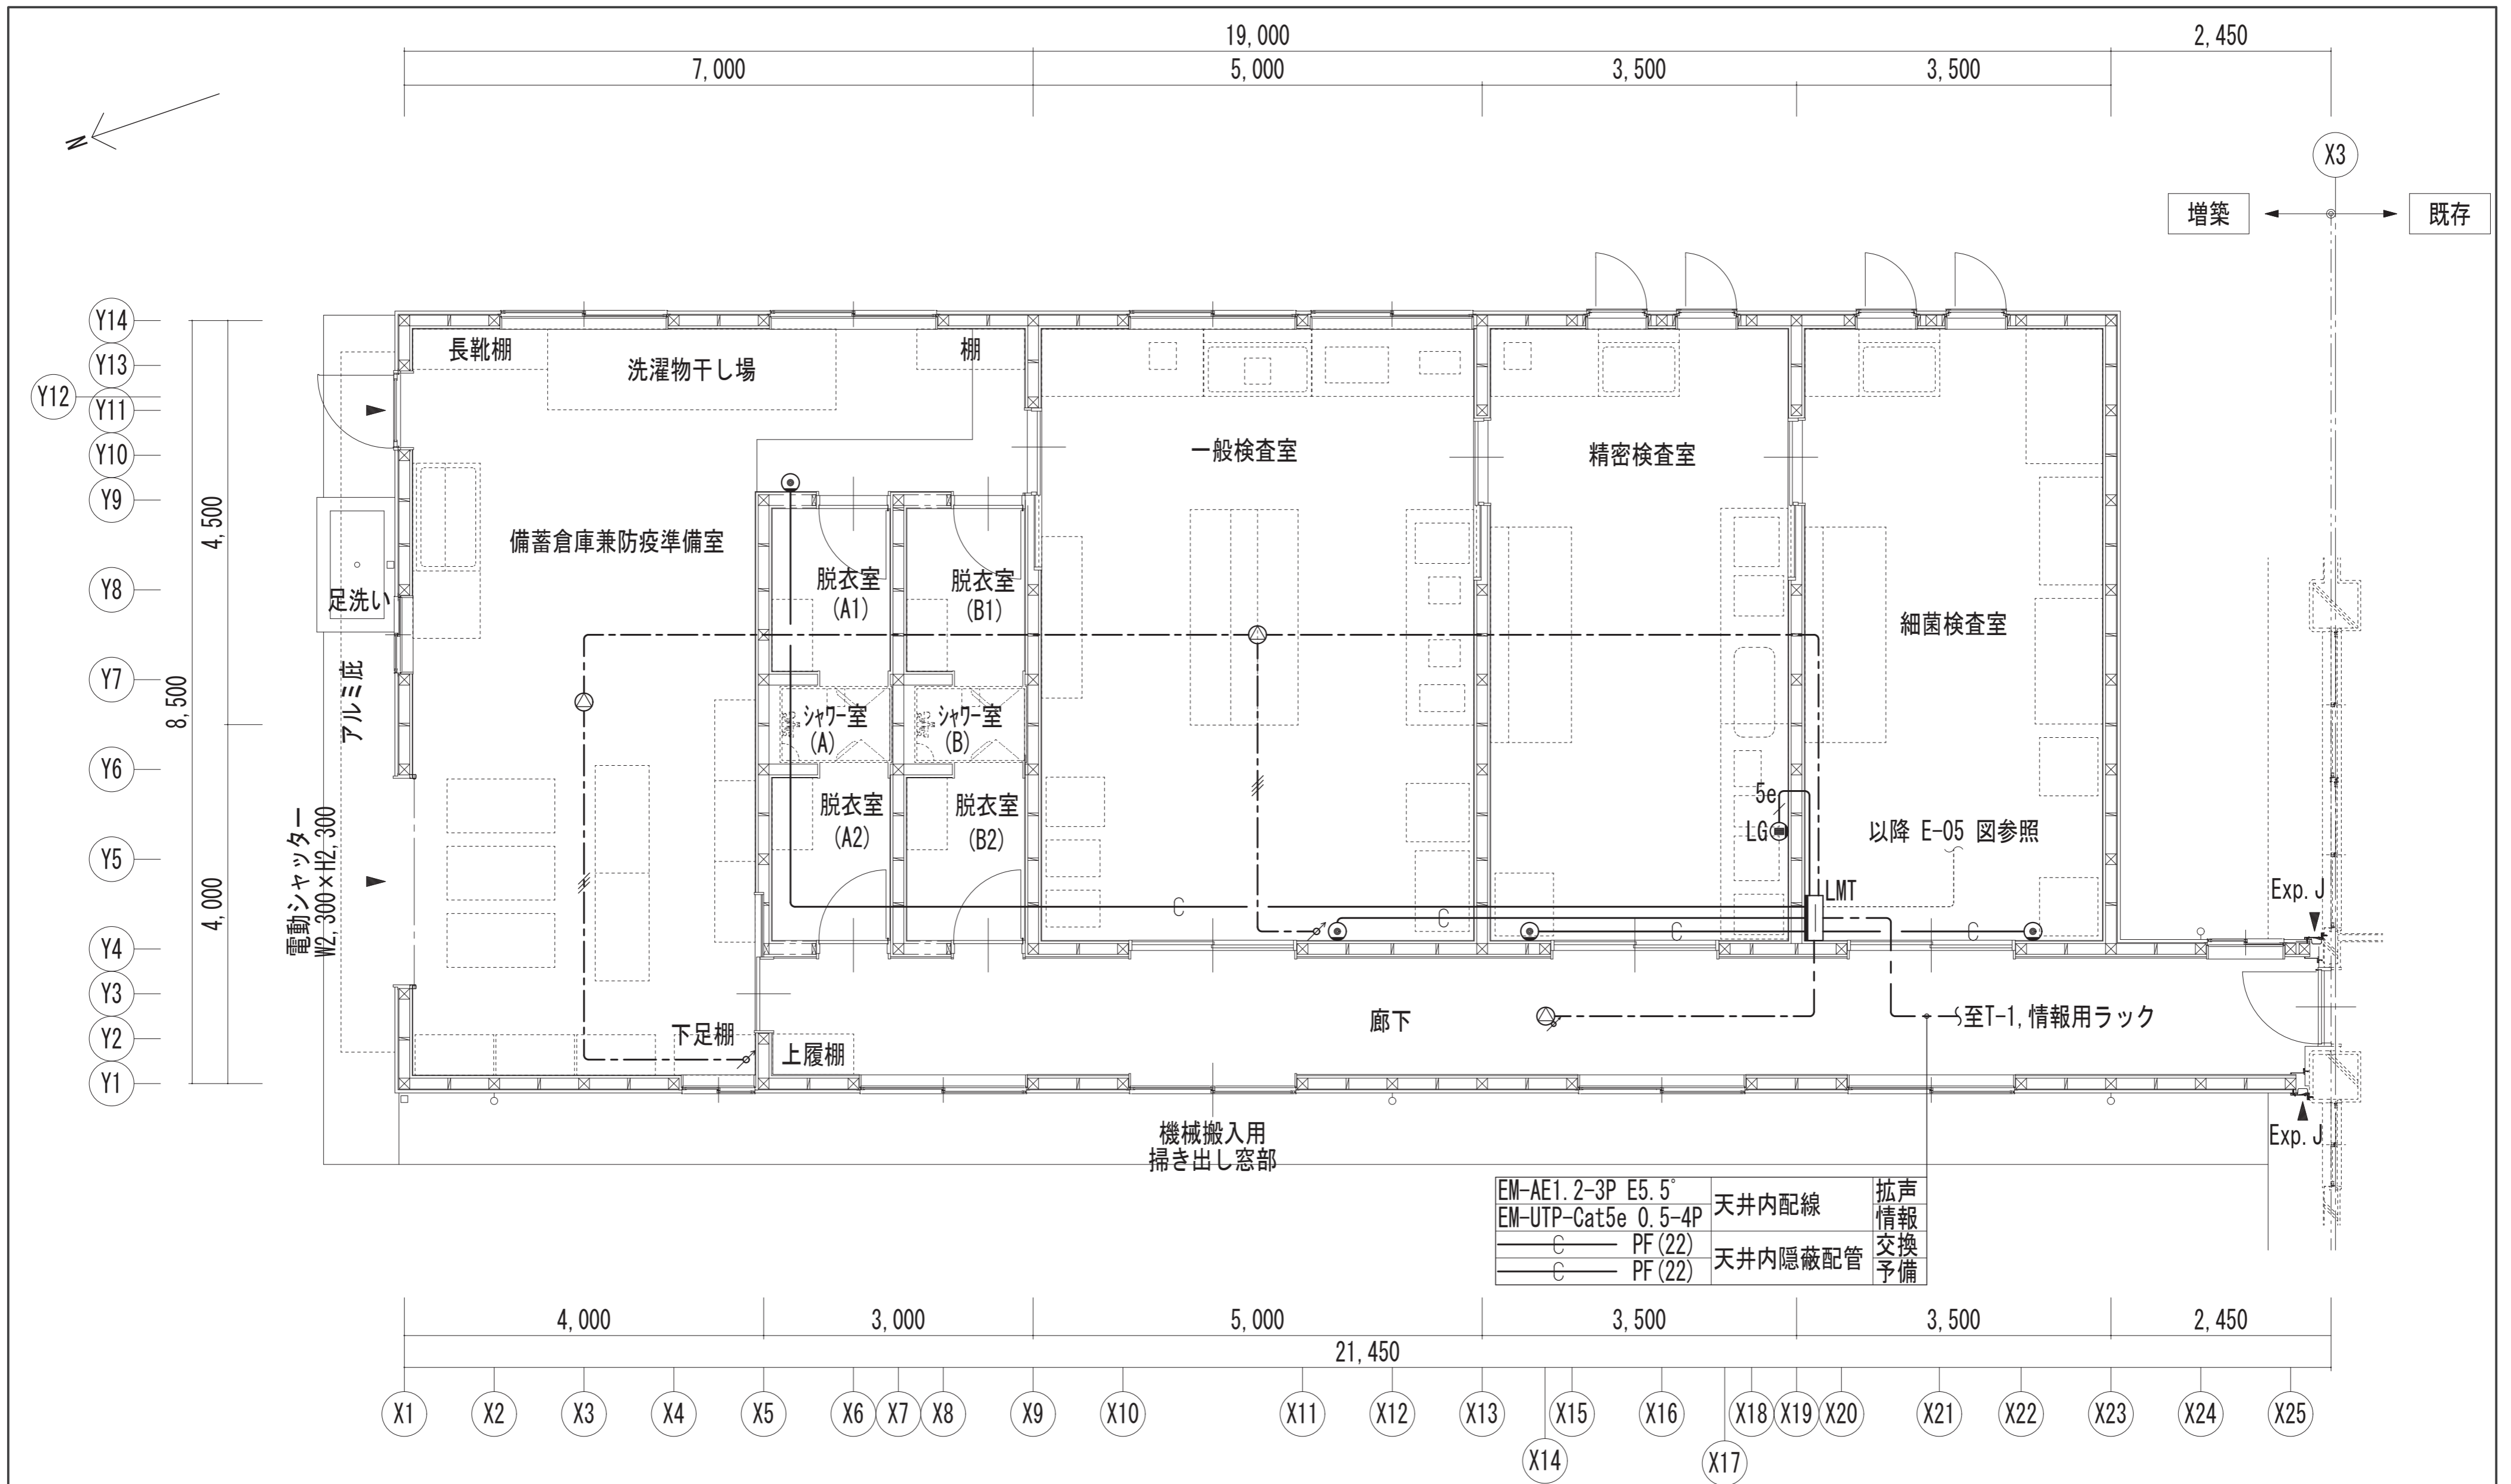 19,000
2,450
7,000
5,000
3,500
3,500
N
X3
増築
既存
Y14
Y13
Y12
Y11
Y10
Y9
Y8
Y7
Y6
Y5
Y4
Y3
Y2
Y1
4,500
8,500
4,000
長靴棚
洗濯物干し場
棚
一般検査室
精密検査室
備蓄倉庫兼防疫準備室
脱衣室
(A1)
脱衣室
(B1)
細菌検査室
足洗い
アルミ庇
シャワー室
(A)
シャワー室
(B)
脱衣室
(A2)
脱衣室
(B2)
5e
LG
以降 E-05 図参照
LMT
Exp.J
電動シャッター
W2,300×H2,300
C
C
C
C
下足棚
上履棚
廊下
至T-1,情報用ラック
機械搬入用
掃き出し窓部
Exp.J
EM-AE1.2-3P E5.5° 天井内配線 拡声
EM-UTP-Cat5e 0.5-4P 情報
C PF(22) 天井内隠蔽配管 交換
C PF(22) 予備
4,000
3,000
5,000
3,500
3,500
2,450
21,450
X1
X2
X3
X4
X5
X6
X7
X8
X9
X10
X11
X12
X13
X14
X15
X16
X17
X18
X19
X20
X21
X22
X23
X24
X25